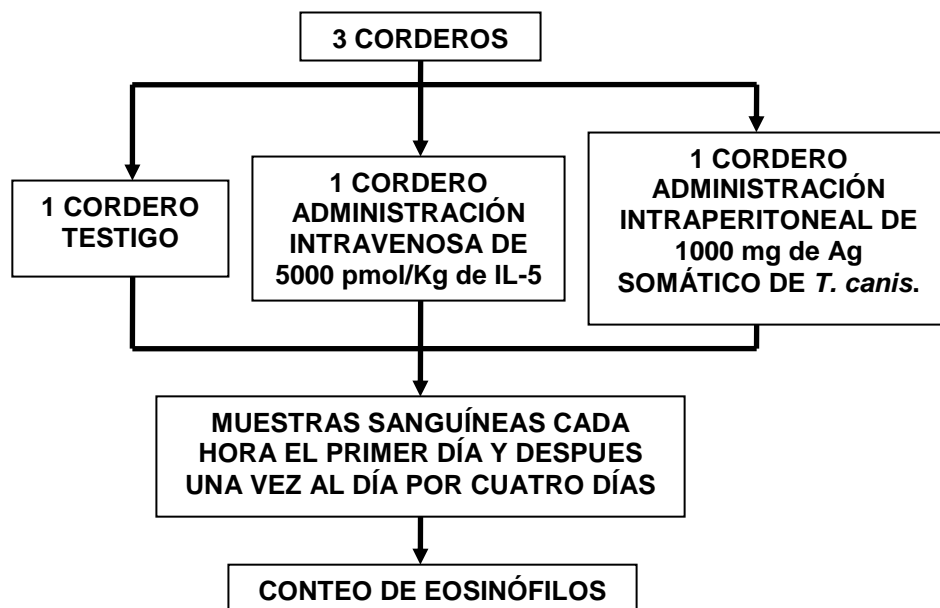 3 CORDEROS
1 CORDERO
TESTIGO
1 CORDERO
ADMINISTRACIÓN
INTRAVENOSA DE
5000 pmol/Kg de IL-5
1 CORDERO
ADMINISTRACIÓN
INTRAPERITONEAL DE
1000 mg de Ag
SOMÁTICO DE T. canis.
MUESTRAS SANGUÍNEAS CADA
HORA EL PRIMER DÍA Y DESPUES
UNA VEZ AL DÍA POR CUATRO DÍAS
CONTEO DE EOSINÓFILOS